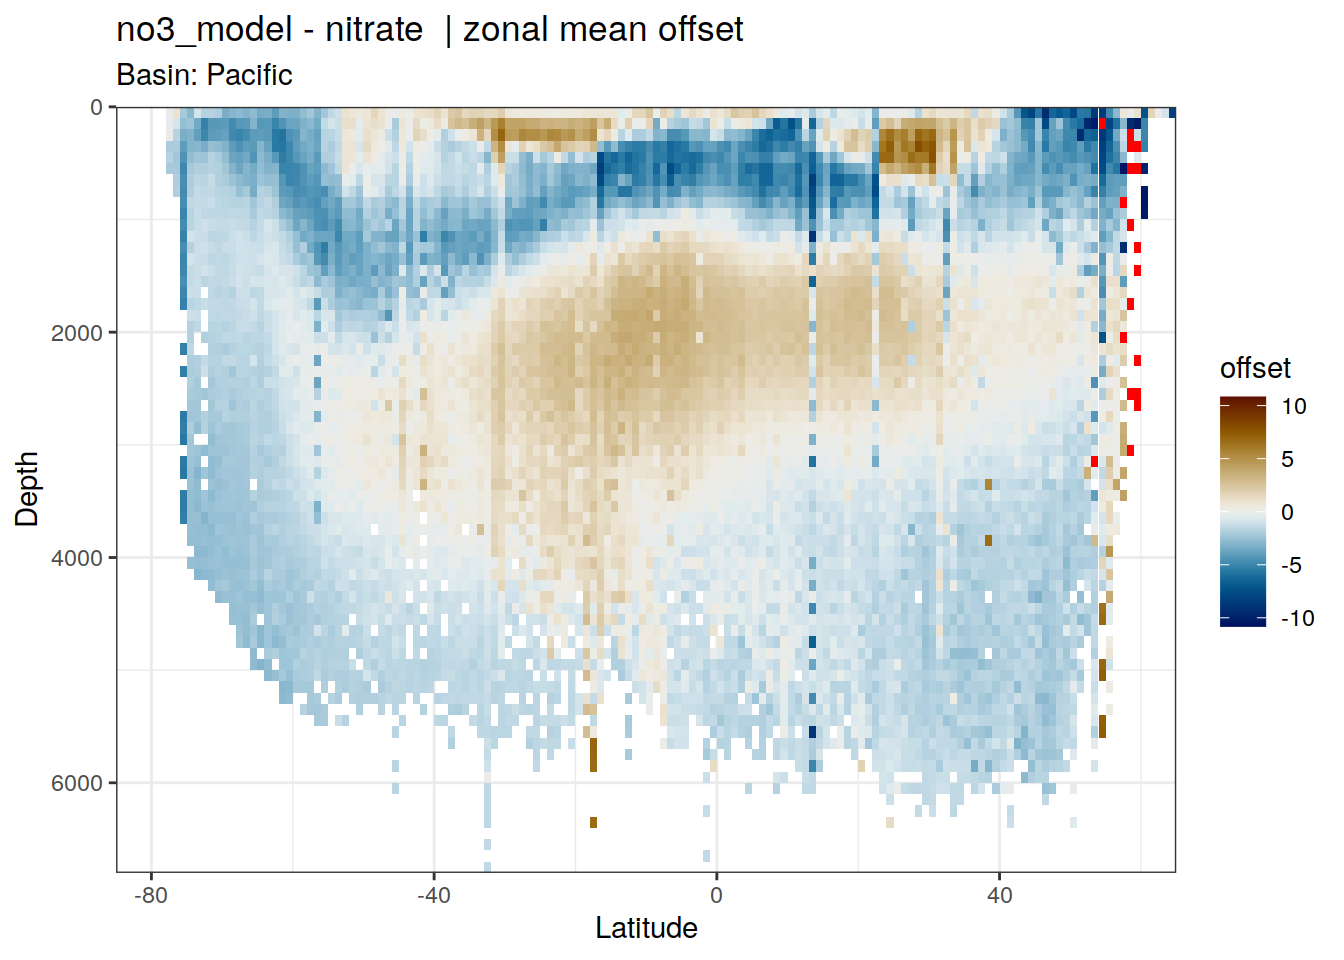 no3_model - nitrate  | zonal mean offset
Basin: Pacific
0
2000
4000
6000
Depth
-80
-40
0
40
Latitude
offset
10
5
0
-5
-10